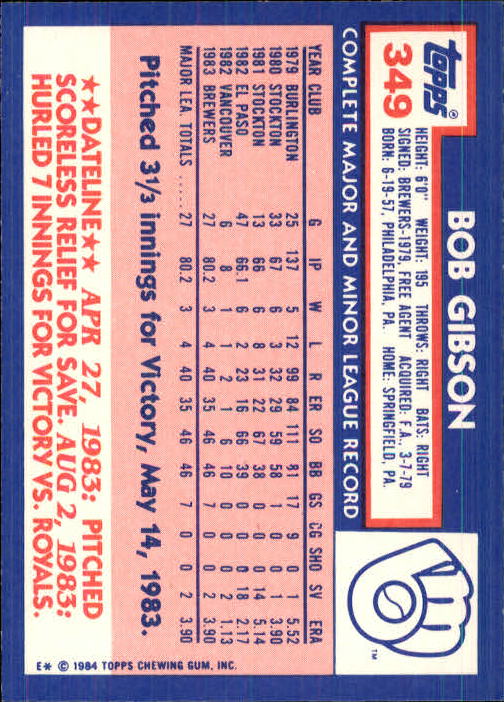 topps®
349
BOB GIBSON
HEIGHT: 6'0" WEIGHT: 195 THROWS: RIGHT BATS: RIGHT
SIGNED: BREWERS-1979, FREE AGENT ACQUIRED: F.A., 3-7-79
BORN: 6-19-57, PHILADELPHIA, PA. HOME: SPRINGFIELD, PA.
COMPLETE MAJOR AND MINOR LEAGUE RECORD
YEAR CLUB G IP W L R ER SO BB GS CG SHO SV ERA
1979 BURLINGTON 25 137 5 12 99 84 111 81 17 9 0 1 5.52
1980 STOCKTON 33 67 6 3 32 29 59 58 1 0 3.90
1981 STOCKTON 13 66 6 8 31 22 67 38 0 14 5.14
1982 EL PASO 47 66.1 6 2 23 16 66 39 0 0 0 18 2.17
1982 VANCOUVER 6 8 1 1 2 1 6 10 0 0 0 2 1.13
1983 BREWERS 27 80.2 3 4 40 35 46 46 7 0 0 2 3.90
MAJOR LEA. TOTALS ..... 27 80.2 3 4 40 35 46 46 7 0 0 2 3.90
Pitched 3⅓ innings for Victory, May 14, 1983.
★★DATELINE★★ APR 27, 1983: PITCHED
SCORELESS RELIEF FOR SAVE. AUG 2, 1983:
HURLED 7 INNINGS FOR VICTORY VS. ROYALS.
TM
E* © 1984 TOPPS CHEWING GUM, INC.